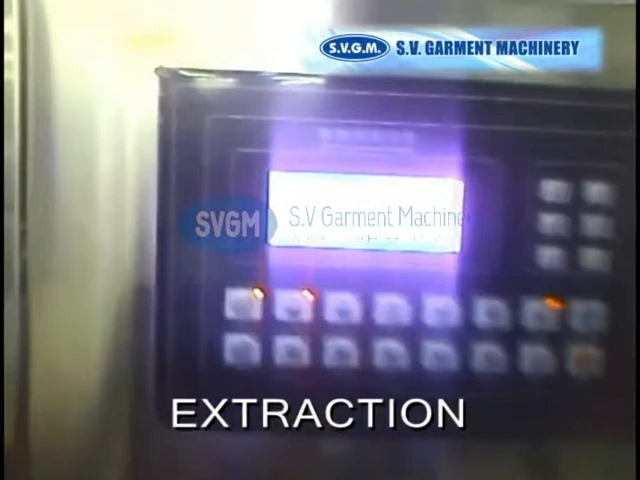 S.V.G.M. S.V. GARMENT MACHINERY
SVGM S.V Garment Machine
EXTRACTION